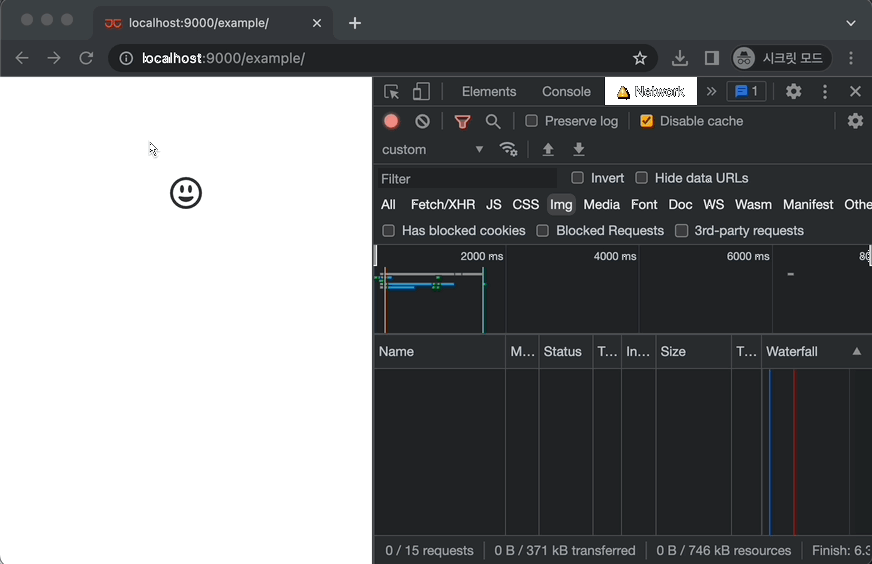 localhost:9000/example/
localhost:9000/example/
시크릿 모드
Elements
Console
Network
1
Preserve log
Disable cache
custom
Filter
Invert
Hide data URLs
All
Fetch/XHR
JS
CSS
Img
Media
Font
Doc
WS
Wasm
Manifest
Othe
Has blocked cookies
Blocked Requests
3rd-party requests
2000 ms
4000 ms
6000 ms
80
Name
M...
Status
T...
In...
Size
T...
Waterfall
0 / 15 requests
0 B / 371 kB transferred
0 B / 746 kB resources
Finish: 6.3